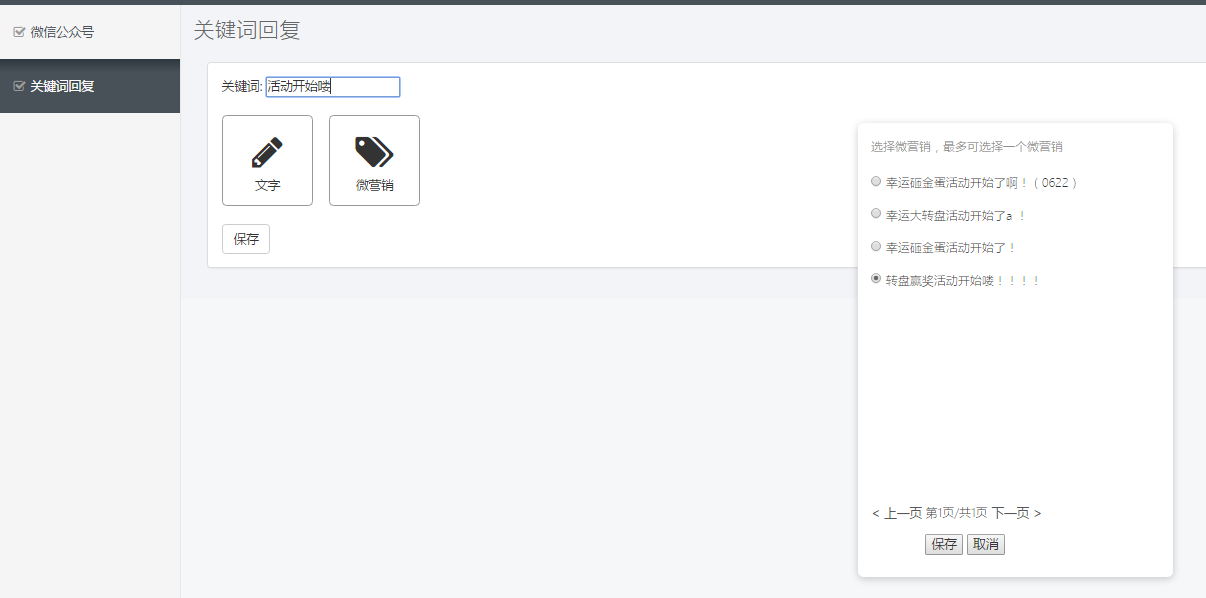 微信公众号
关键词回复
关键词回复
关键词: 活动开始喽
文字
微营销
保存
选择微营销，最多可选择一个微营销
幸运砸金蛋活动开始了啊！（0622）
幸运大转盘活动开始了a ！
幸运砸金蛋活动开始了！
转盘赢奖活动开始喽！！！！
< 上一页 第1页/共1页 下一页 >
保存 取消